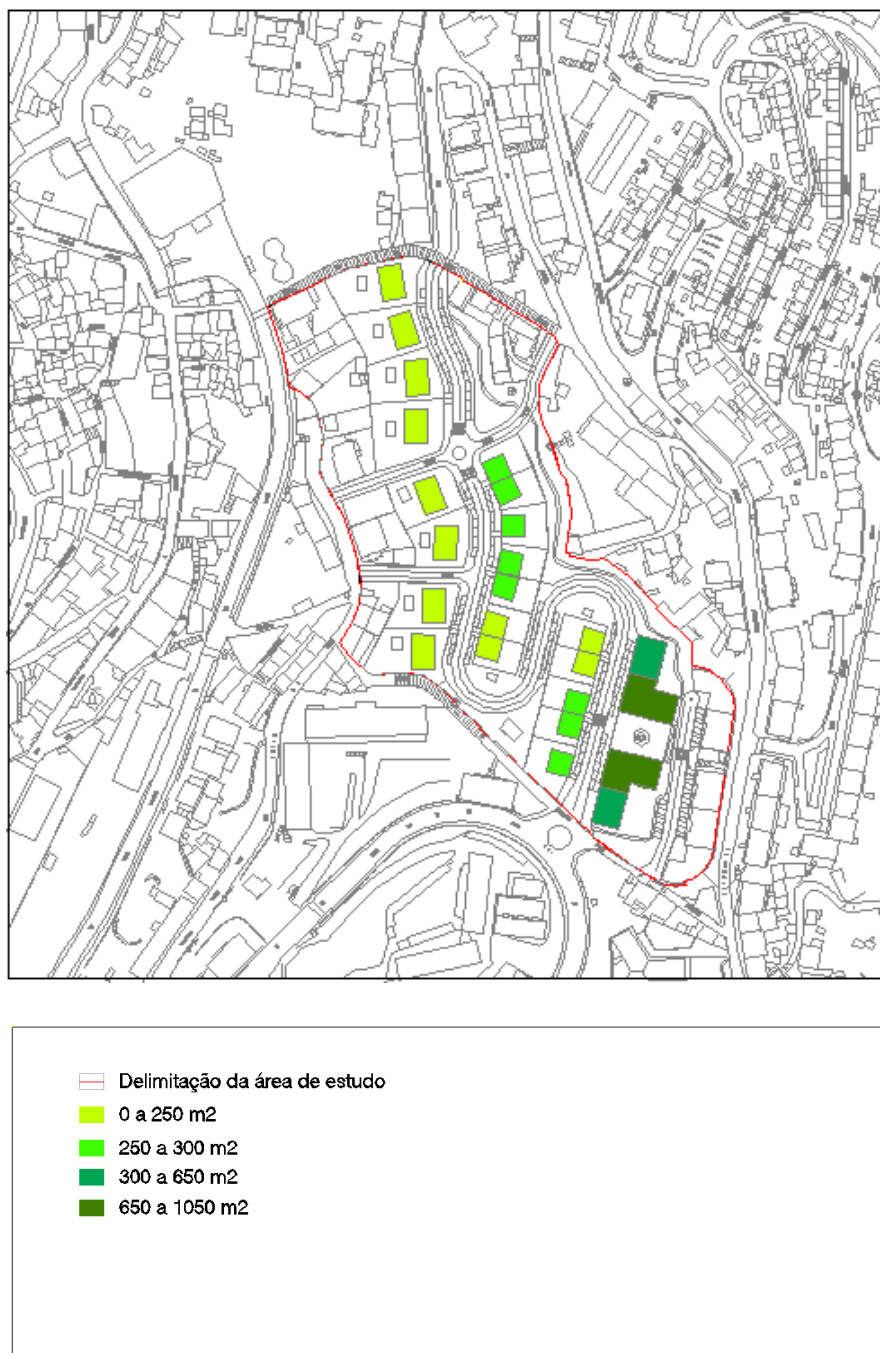 Delimitação da área de estudo
0 a 250 m2
250 a 300 m2
300 a 650 m2
650 a 1050 m2